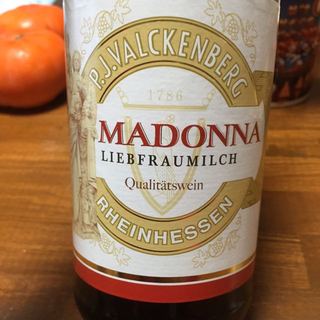 P.J.VALCKENBERG
1786
MADONNA
LIEBFRAUMILCH
Qualitätswein
RHEINHESSEN